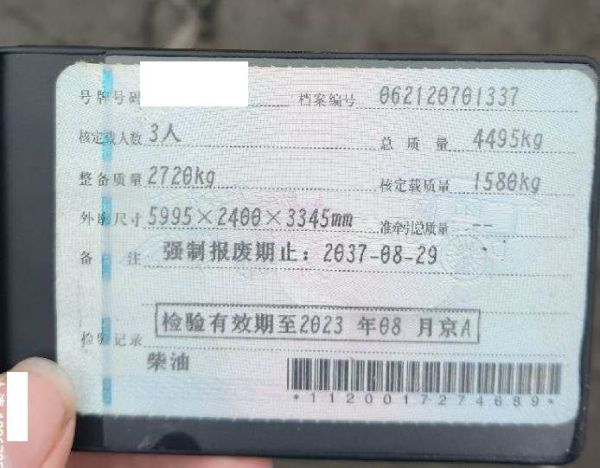 号牌号码 档案编号 062120701337
核定载人数 3人 总质量 4495kg
整备质量 2720kg 核定载质量 1580kg
外廓尺寸 5995×2400×3345mm 准牵引总质量 --
备注 强制报废期止：2037-08-29
检验记录 检验有效期至2023 年08 月京A
柴油
*1120017274689*